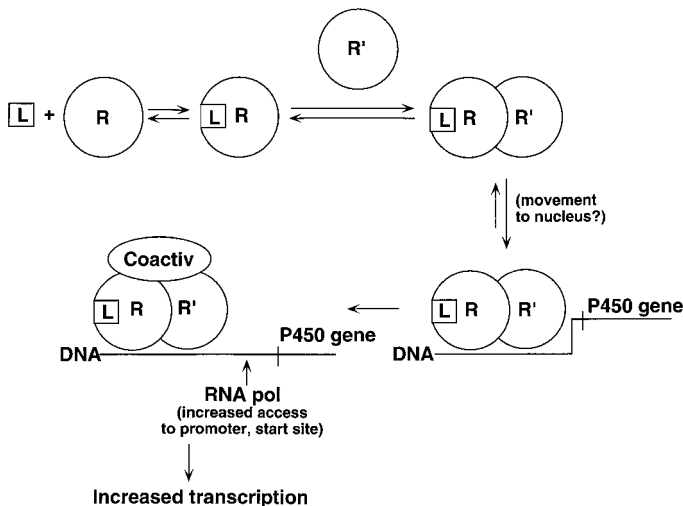 R'
L + R
L R
L R R'
(movement
to nucleus?)
Coactiv
L R R'
DNA
P450 gene
L R R'
DNA
P450 gene
RNA pol
(increased access
to promoter, start site)
Increased transcription